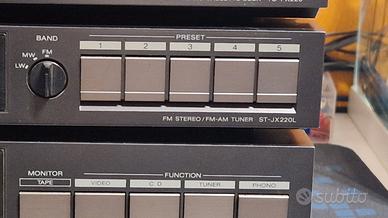 BAND
PRESET
FM
MW
LW
1 2 3 4 5
FM STEREO/FM-AM TUNER ST-JX220L
MONITOR
FUNCTION
TAPE
VIDEO
CD
TUNER
PHONO
subito